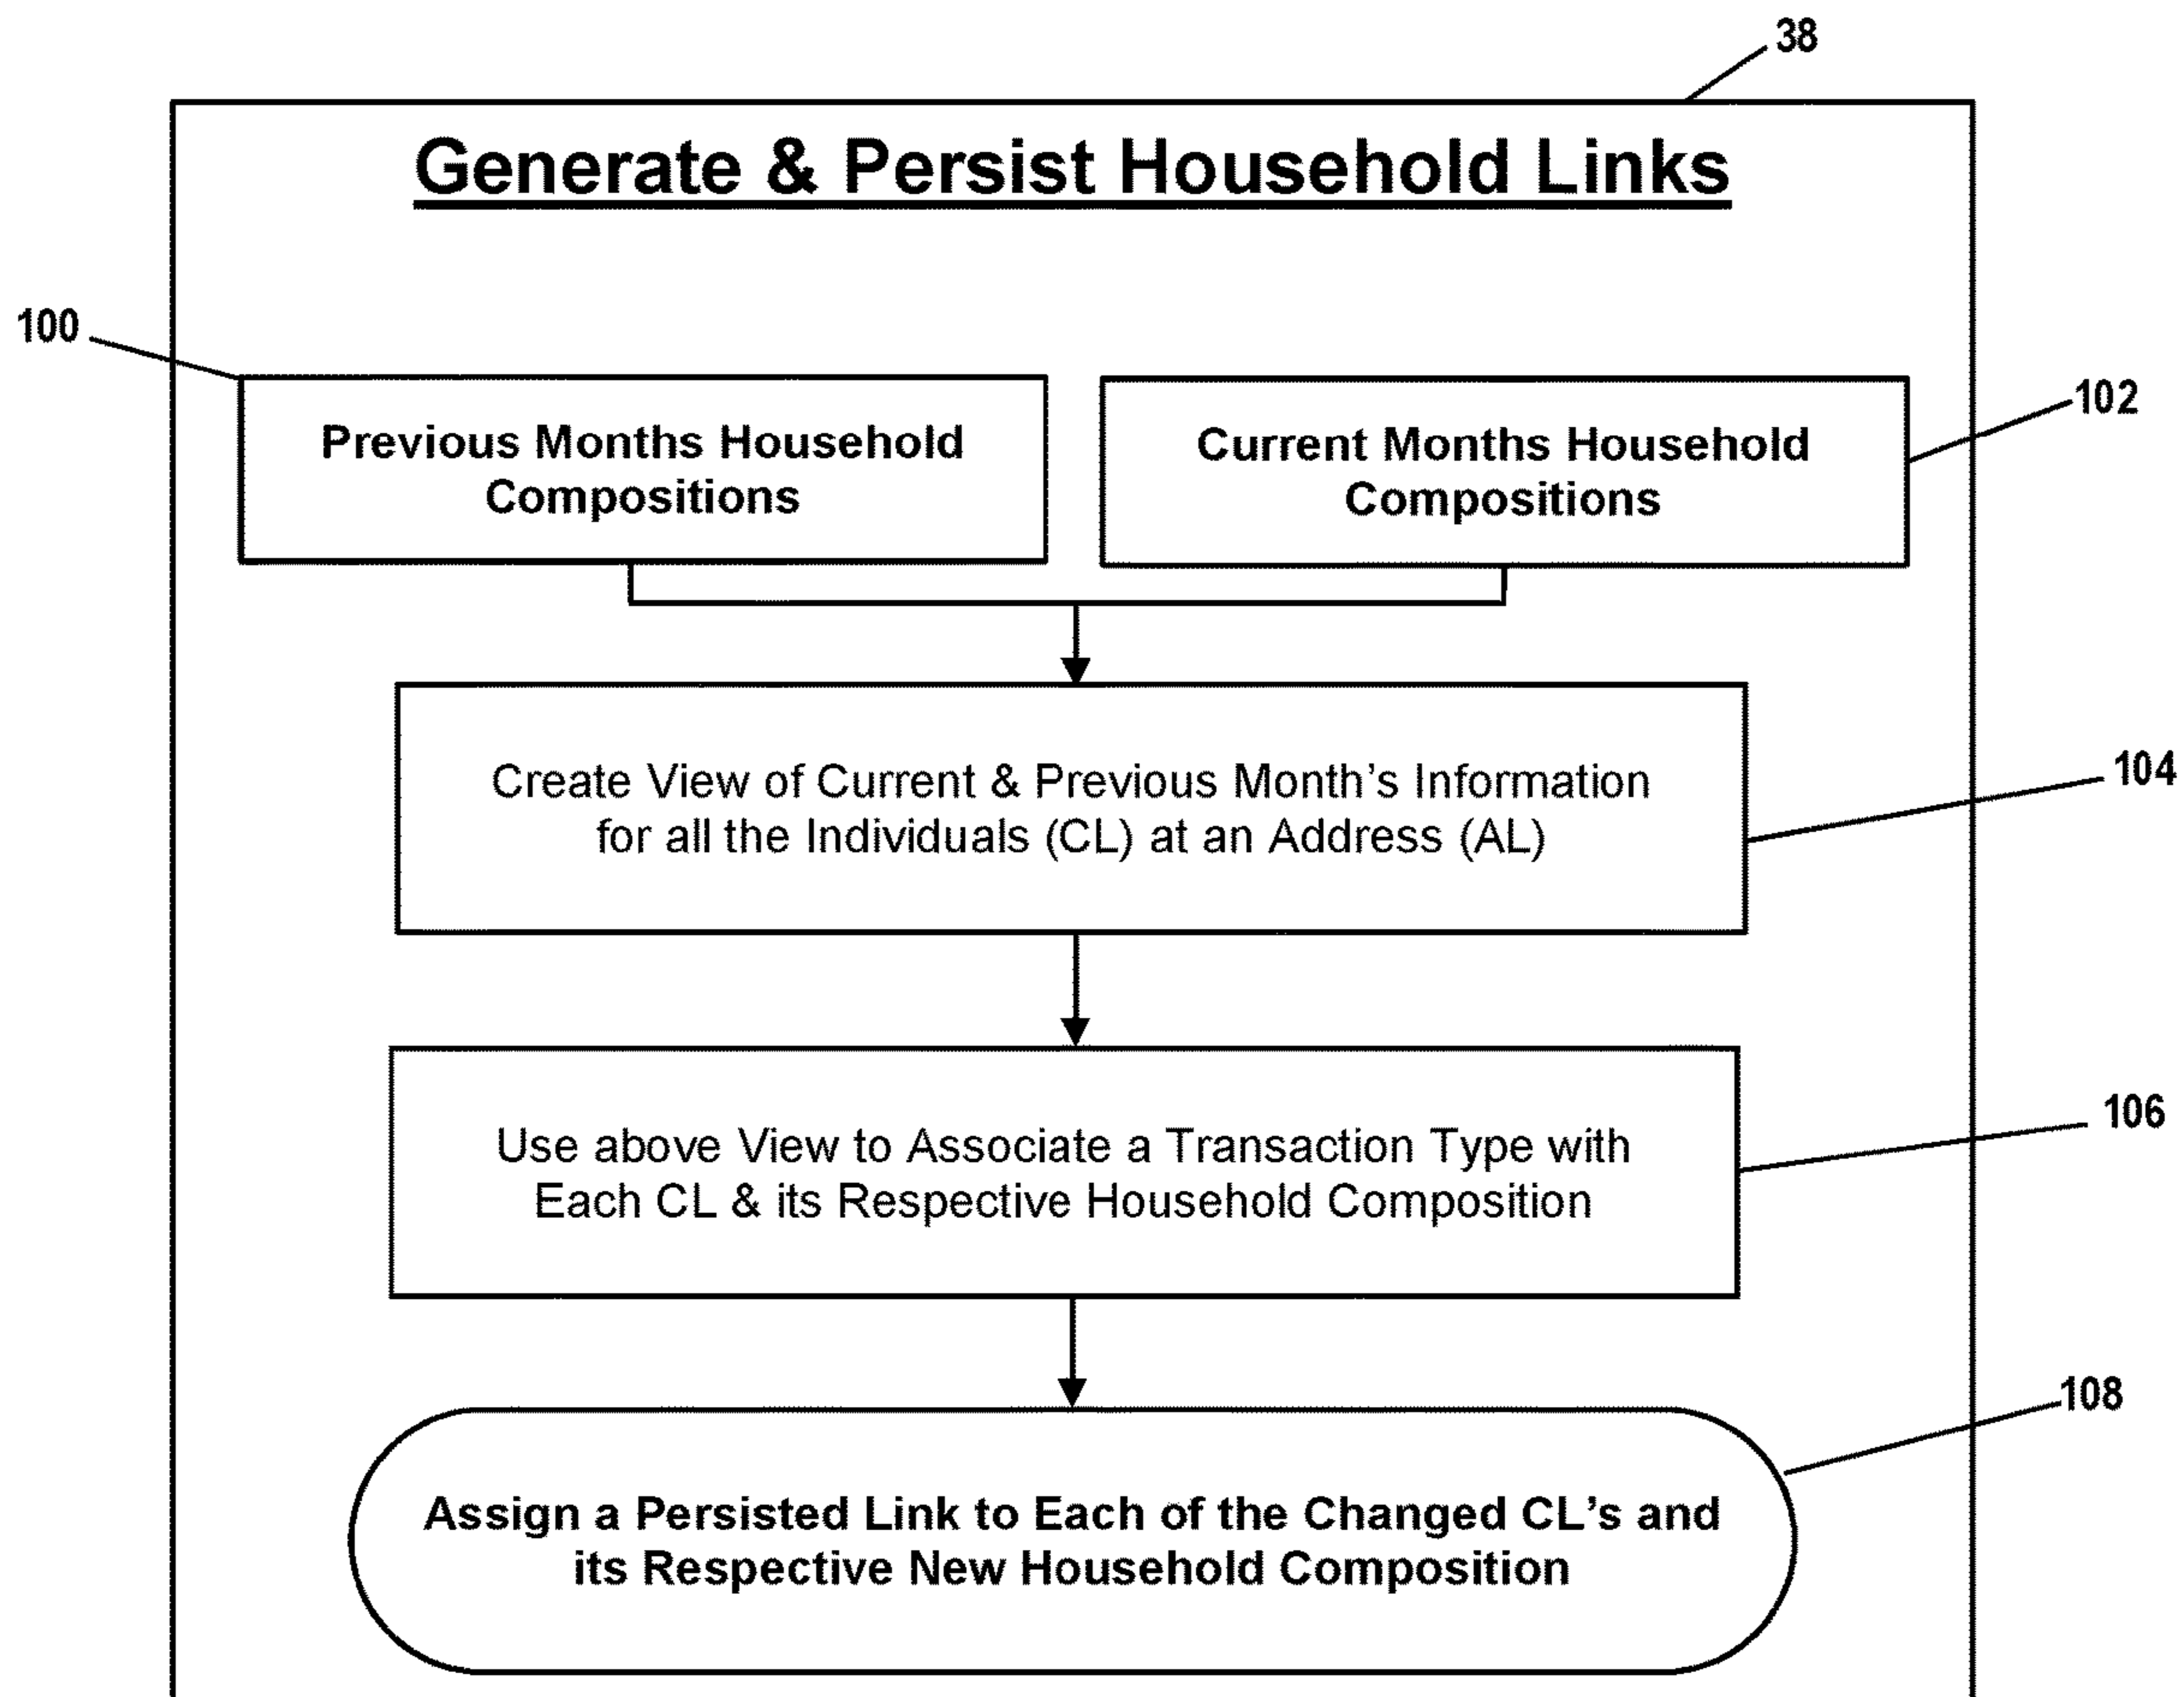 38
Generate & Persist Household Links
100
Previous Months Household
Compositions
Current Months Household
Compositions
102
Create View of Current & Previous Month’s Information
for all the Individuals (CL) at an Address (AL)
104
Use above View to Associate a Transaction Type with
Each CL & its Respective Household Composition
106
Assign a Persisted Link to Each of the Changed CL’s and
its Respective New Household Composition
108